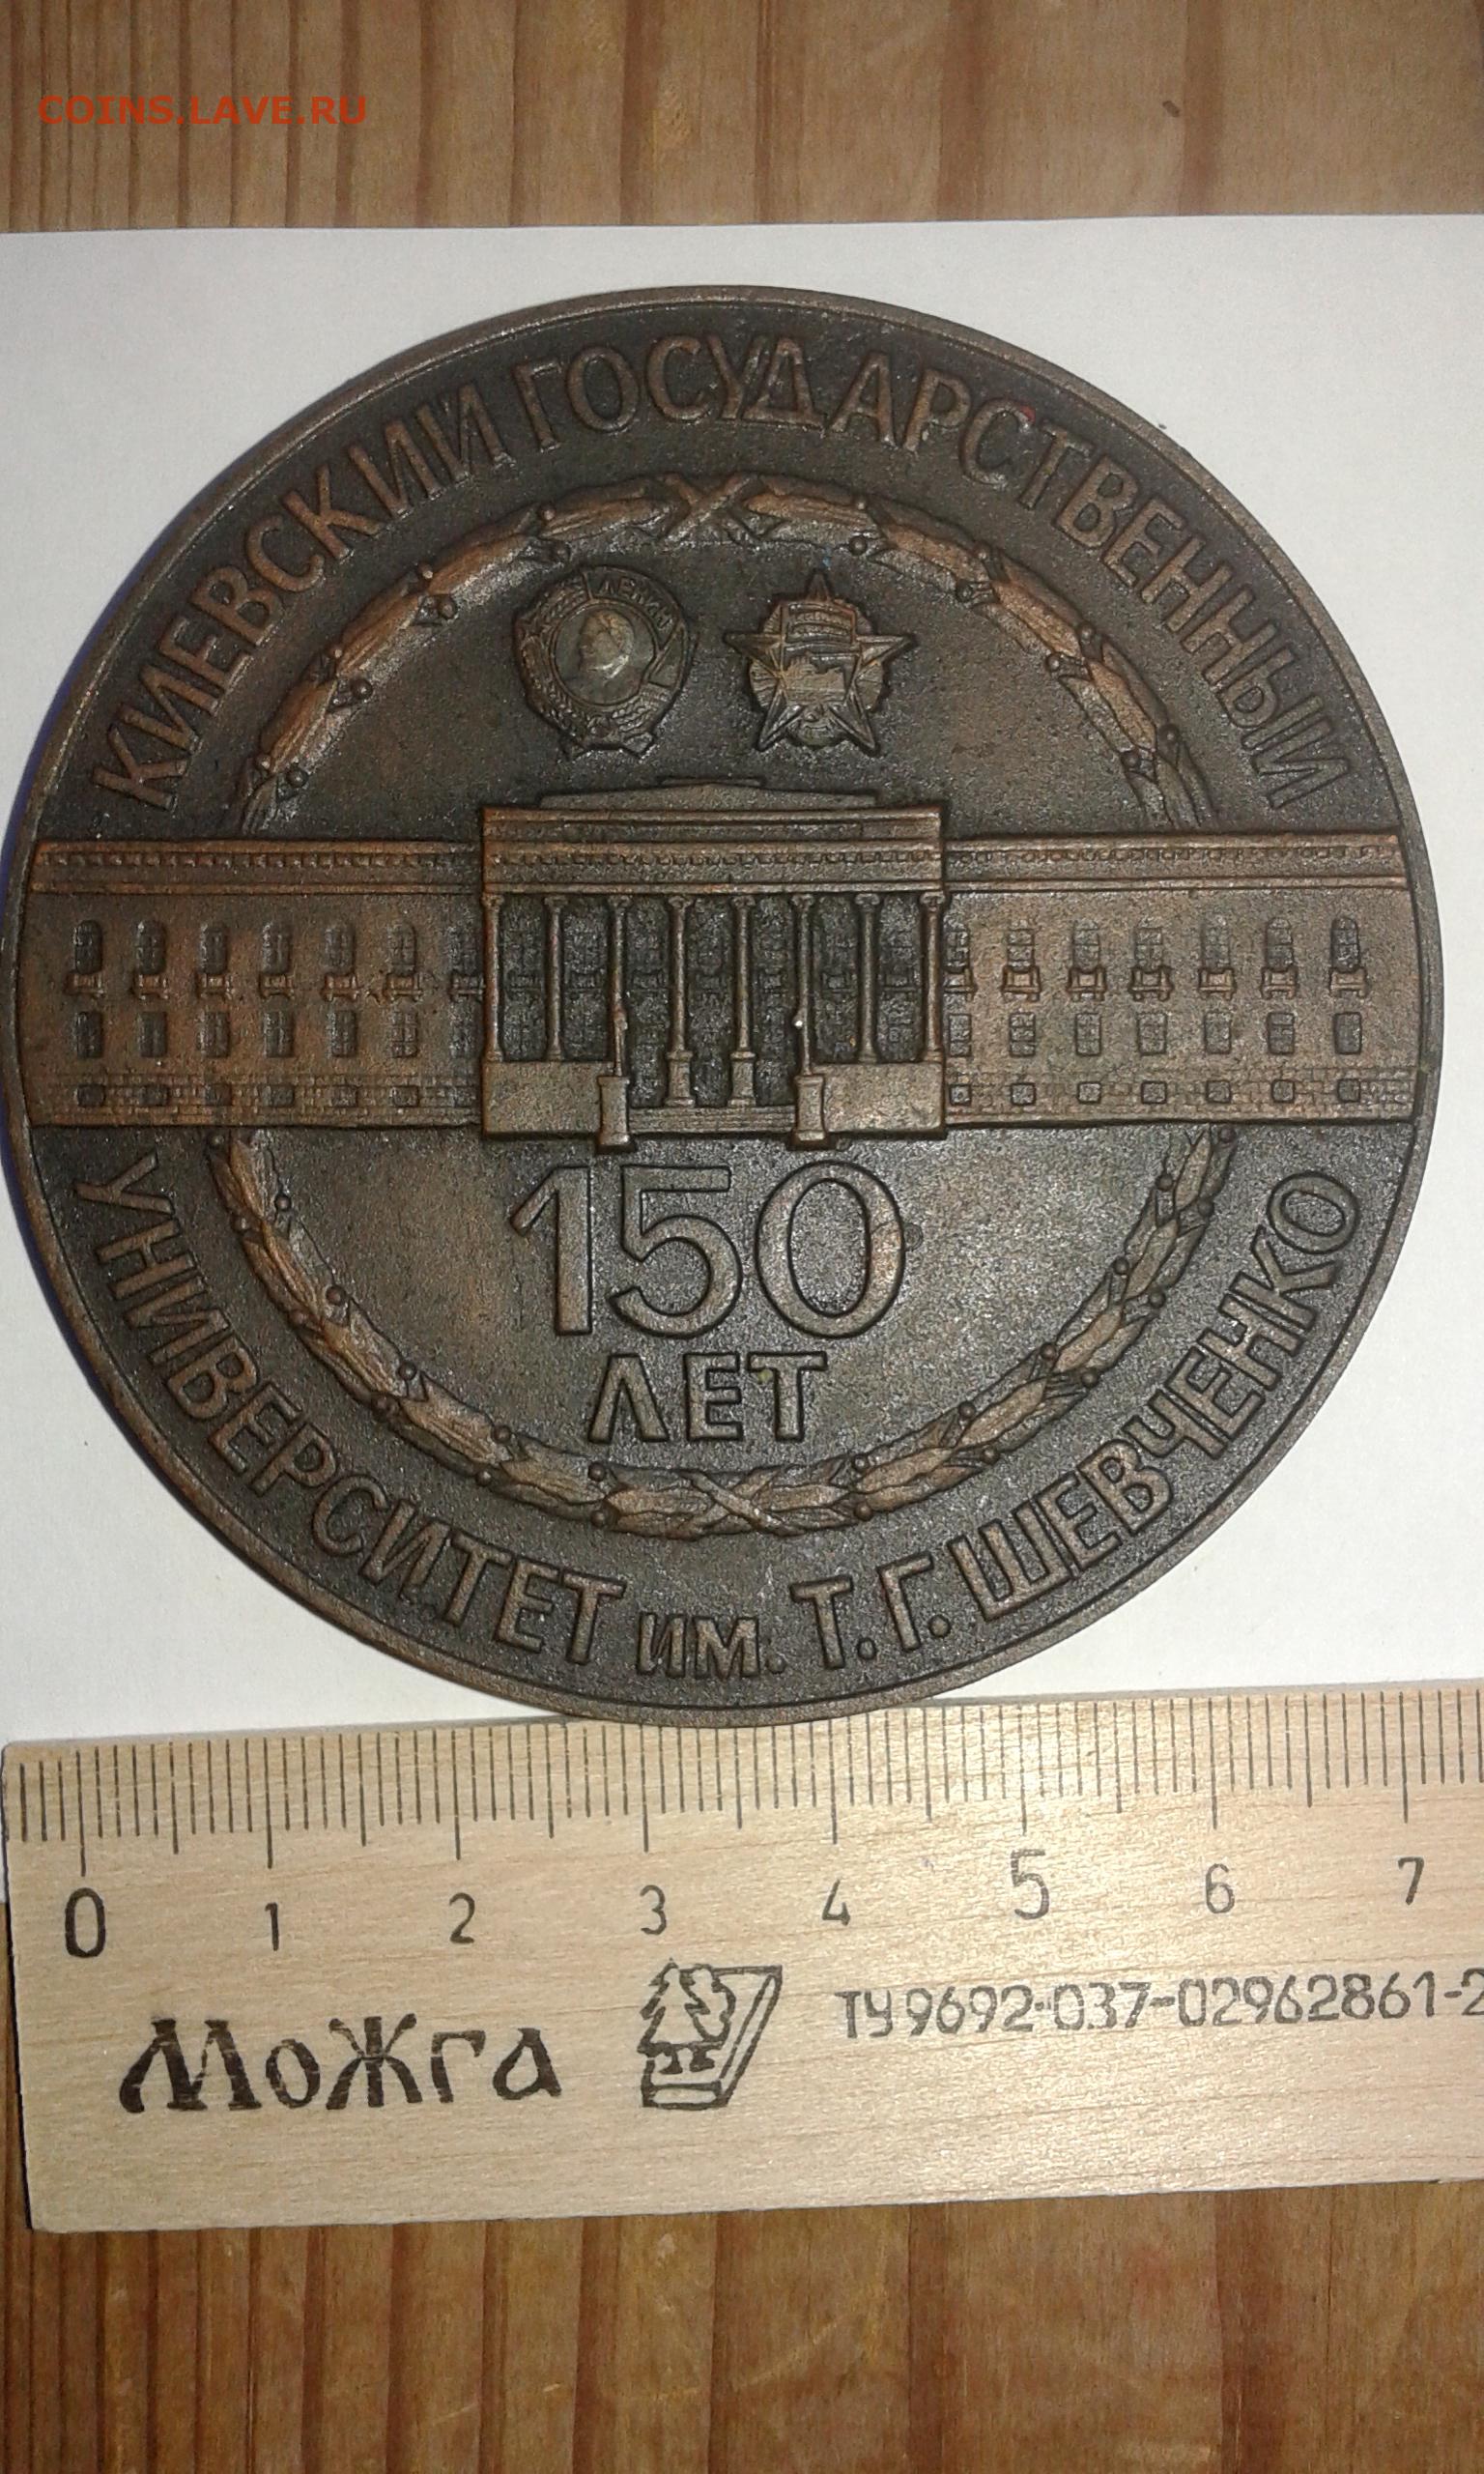 COINS.LAVE.RU
КИЕВСКИЙ ГОСУДАРСТВЕННЫЙ
ЛЕНИН
150
ЛЕТ
УНИВЕРСИТЕТ им. Т.Г. ШЕВЧЕНКО
0 1 2 3 4 5 6 7
Можга
ТУ 9692-037-02962861-2